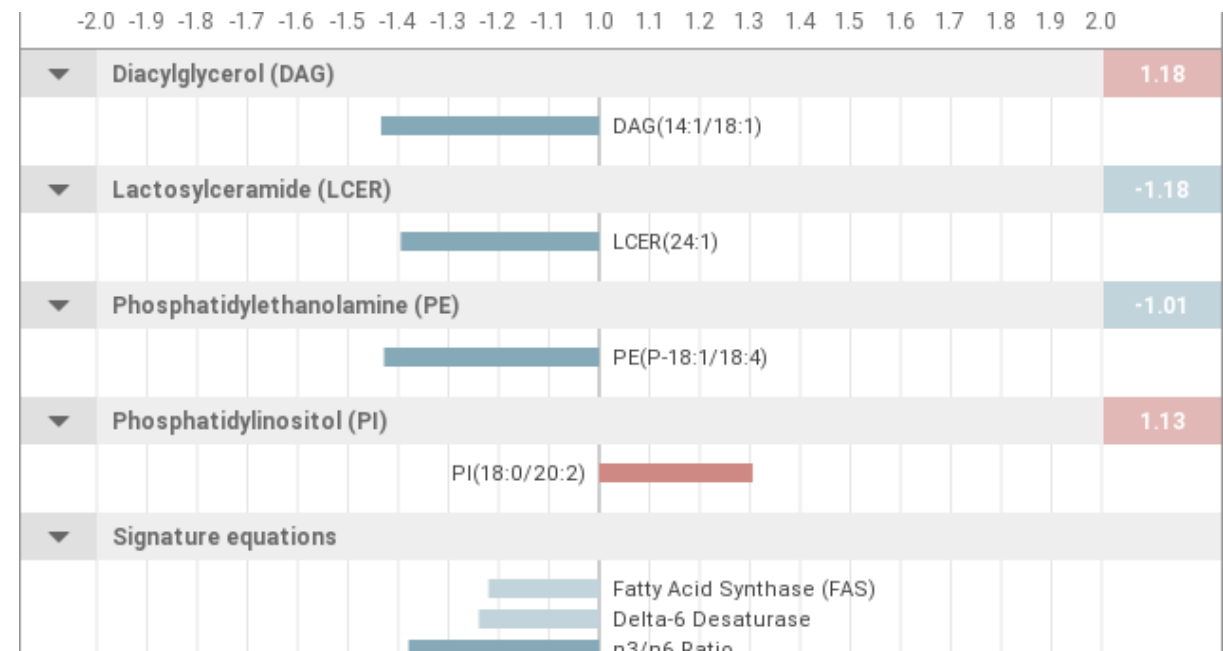 -2.0 -1.9 -1.8 -1.7 -1.6 -1.5 -1.4 -1.3 -1.2 -1.1 1.0 1.1 1.2 1.3 1.4 1.5 1.6 1.7 1.8 1.9 2.0
Diacylglycerol (DAG) 1.18
DAG(14:1/18:1)
Lactosylceramide (LCER) -1.18
LCER(24:1)
Phosphatidylethanolamine (PE) -1.01
PE(P-18:1/18:4)
Phosphatidylinositol (PI) 1.13
PI(18:0/20:2)
Signature equations
Fatty Acid Synthase (FAS)
Delta-6 Desaturase
n3/n6 Ratio